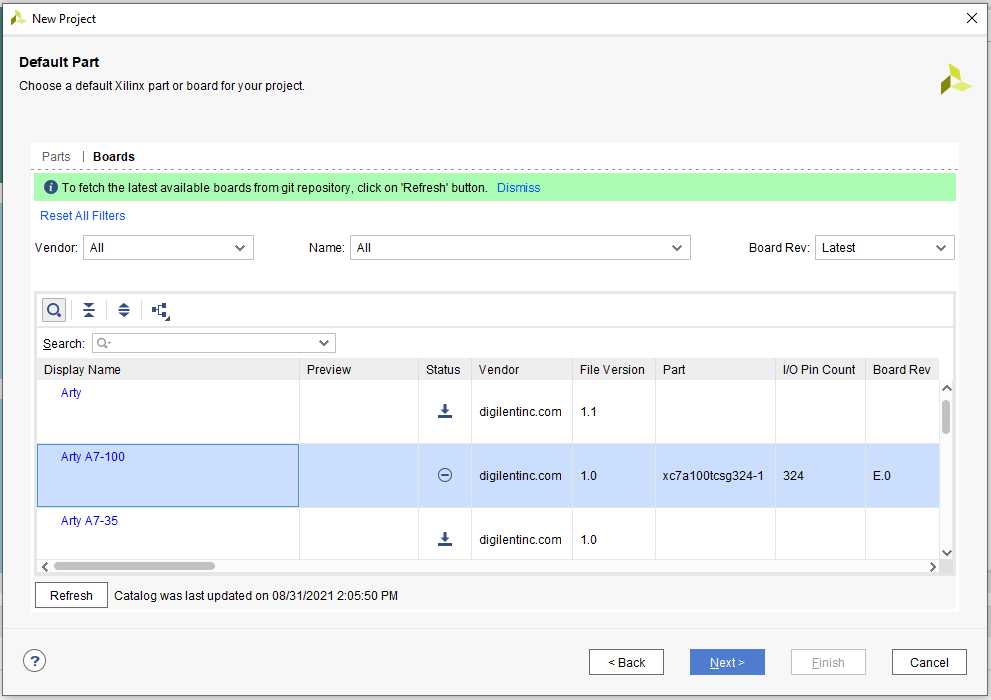 New Project
Default Part
Choose a default Xilinx part or board for your project.
Parts | Boards
To fetch the latest available boards from git repository, click on 'Refresh' button. Dismiss
Reset All Filters
Vendor: All Name: All Board Rev: Latest
Search:
Display Name Preview Status Vendor File Version Part I/O Pin Count Board Rev
Arty digilentinc.com 1.1
Arty A7-100 digilentinc.com 1.0 xc7a100tcsg324-1 324 E.0
Arty A7-35 digilentinc.com 1.0
Refresh Catalog was last updated on 08/31/2021 2:05:50 PM
? < Back Next > Finish Cancel